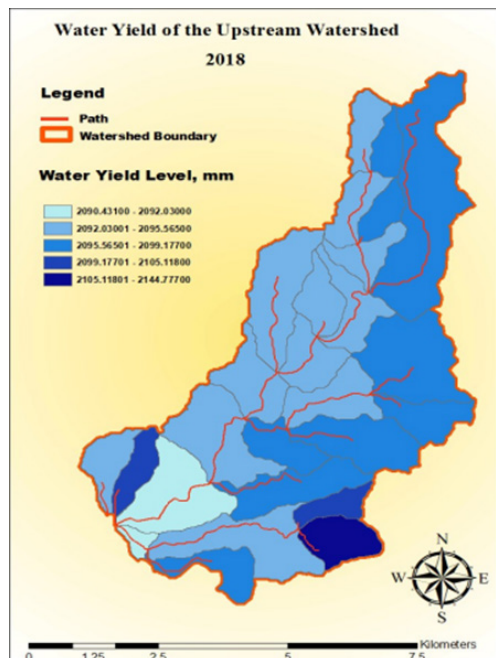 Water Yield of the Upstream Watershed
2018
Legend
Path
Watershed Boundary
Water Yield Level, mm
2090.43100 - 2092.03000
2092.03001 - 2095.56500
2095.56501 - 2099.17700
2099.17701 - 2105.11800
2105.11801 - 2144.77700
N
W E
S
Kilometers
0 1.25 2.5 5 7.5